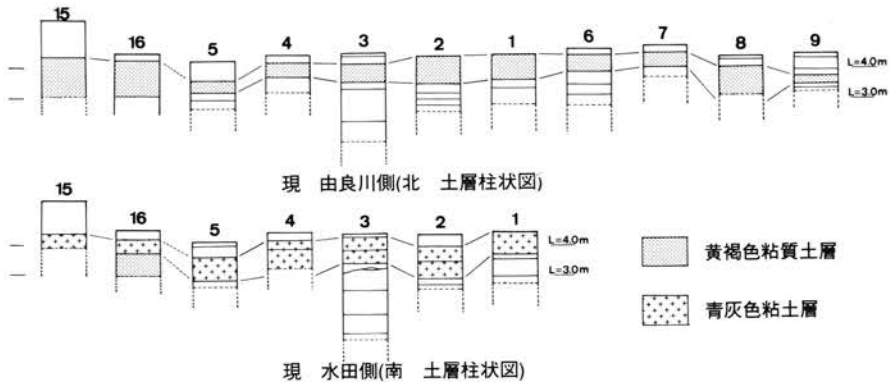 15 16 5 4 3 2 1 6 7 8 9
L=4.0m
L=3.0m
現 由良川側(北 土層柱状図)
15 16 5 4 3 2 1
L=4.0m
L=3.0m
黄褐色粘質土層
青灰色粘土層
現 水田側(南 土層柱状図)